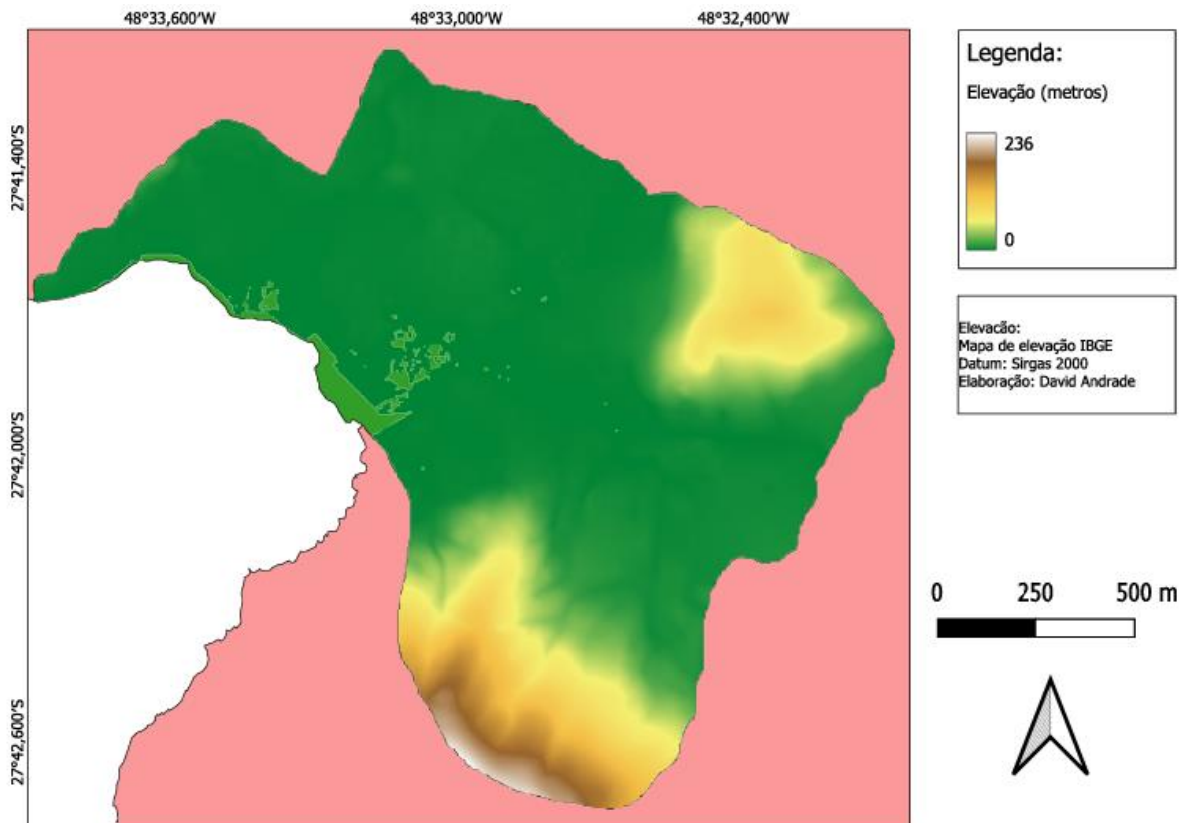 48°33,600'W 48°33,000'W 48°32,400'W
27°41,400'S
27°42,000'S
27°42,600'S
Legenda:
Elevação (metros)
236
0
Elevacão:
Mapa de elevação IBGE
Datum: Sirgas 2000
Elaboração: David Andrade
0 250 500 m